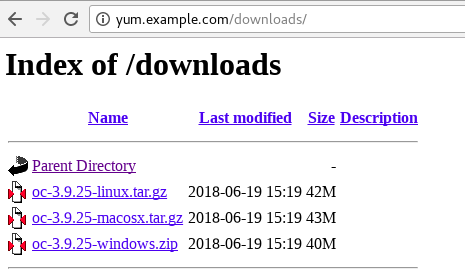 yum.example.com/downloads/
Index of /downloads
Name Last modified Size Description
Parent Directory -
oc-3.9.25-linux.tar.gz 2018-06-19 15:19 42M
oc-3.9.25-macosx.tar.gz 2018-06-19 15:19 43M
oc-3.9.25-windows.zip 2018-06-19 15:19 40M